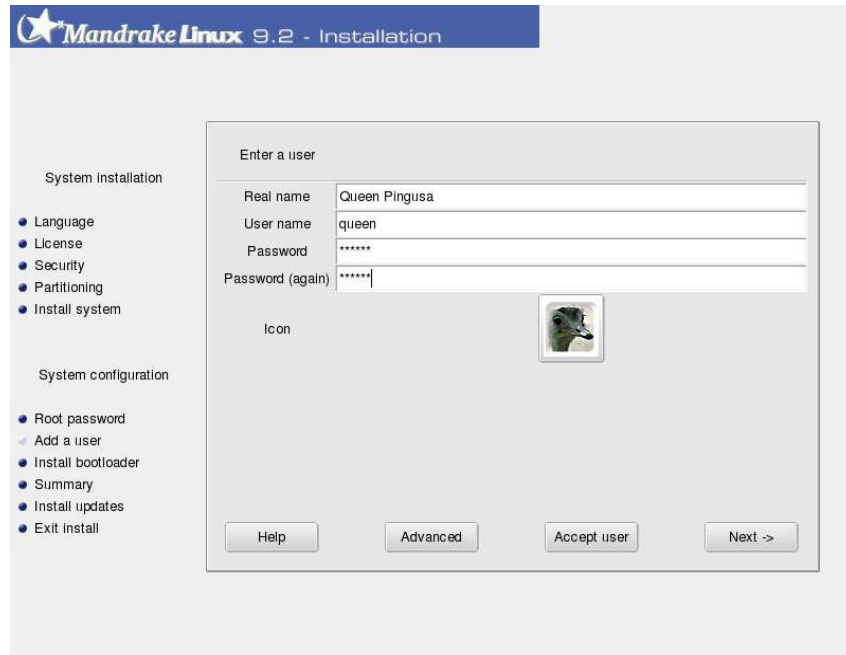 MandrakeLinux 9.2 - Installation
System installation
Language
License
Security
Partitioning
Install system
System configuration
Root password
Add a user
Install bootloader
Summary
Install updates
Exit install
Enter a user
Real name Queen Pingusa
User name queen
Password ******
Password (again) ******
Icon
Help Advanced Accept user Next ->